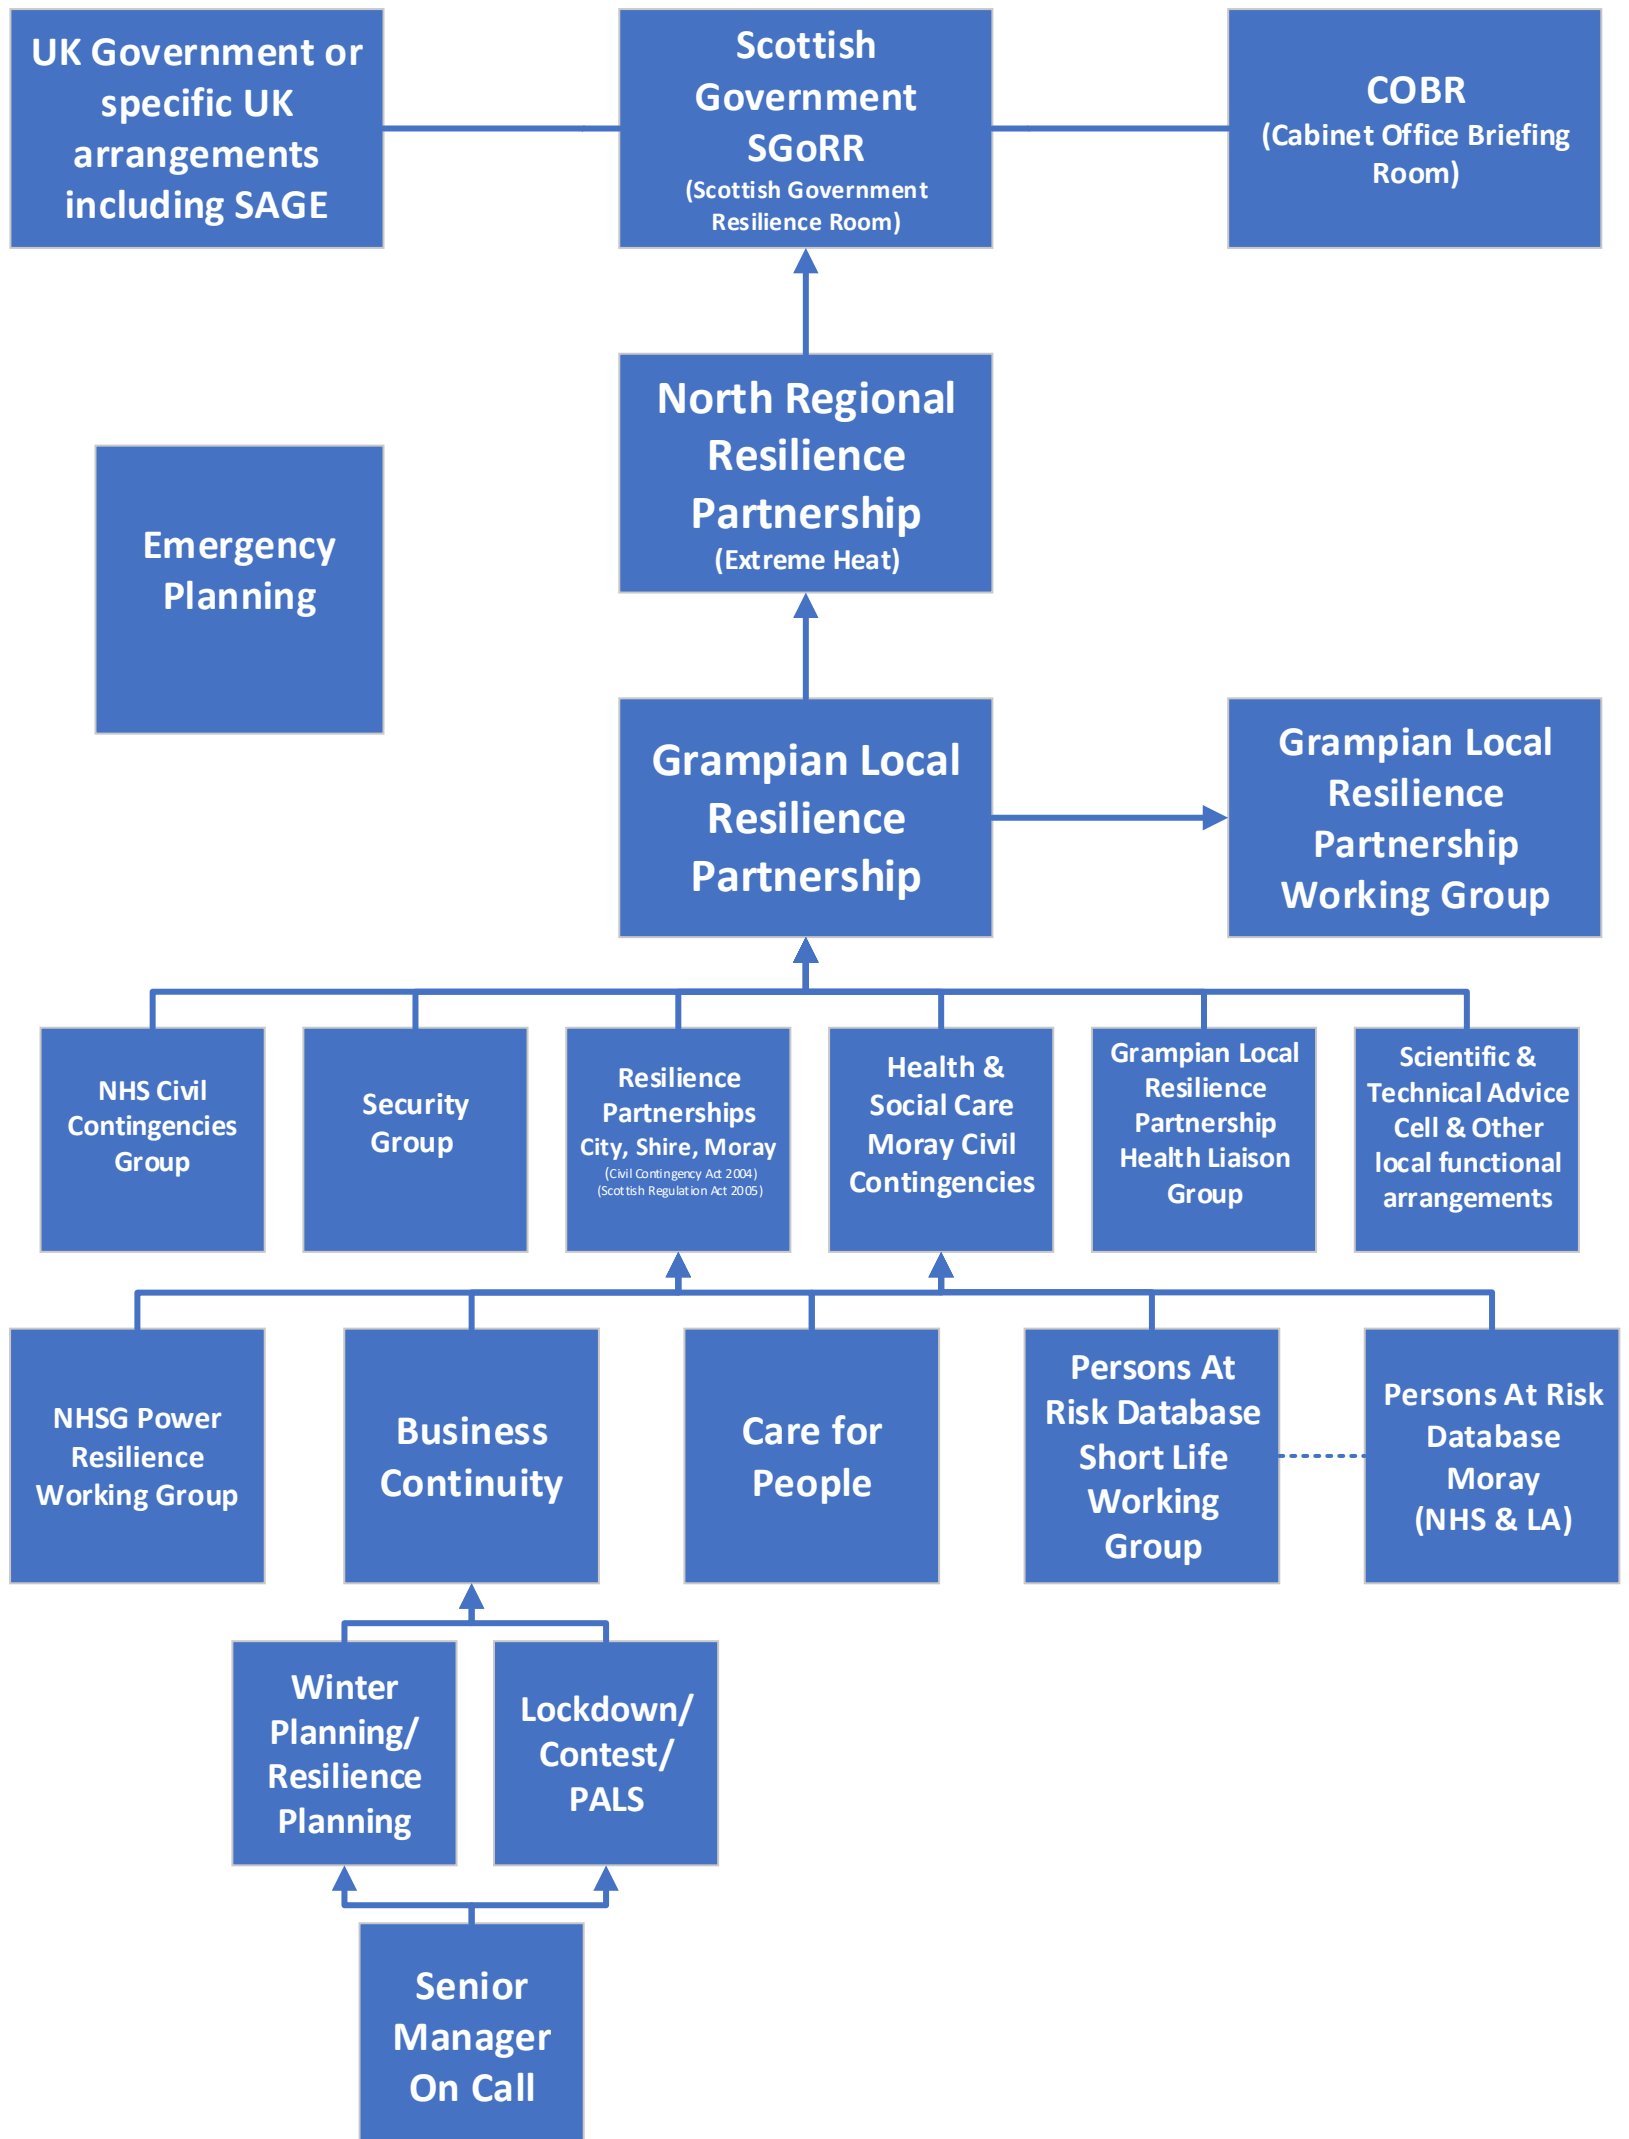 UK Government or
specific UK
arrangements
including SAGE
Scottish
Government
SGoRR
(Scottish Government
Resilience Room)
COBR
(Cabinet Office Briefing
Room)
North Regional
Resilience
Partnership
(Extreme Heat)
Emergency
Planning
Grampian Local
Resilience
Partnership
Grampian Local
Resilience
Partnership
Working Group
NHS Civil
Contingencies
Group
Security
Group
Resilience
Partnerships
City, Shire, Moray
(Civil Contingency Act 2004)
(Scottish Regulation Act 2005)
Health &
Social Care
Moray Civil
Contingencies
Grampian Local
Resilience
Partnership
Health Liaison
Group
Scientific &
Technical Advice
Cell & Other
local functional
arrangements
NHSG Power
Resilience
Working Group
Business
Continuity
Care for
People
Persons At
Risk Database
Short Life
Working
Group
Persons At Risk
Database
Moray
(NHS & LA)
Winter
Planning/
Resilience
Planning
Lockdown/
Contest/
PALS
Senior
Manager
On Call